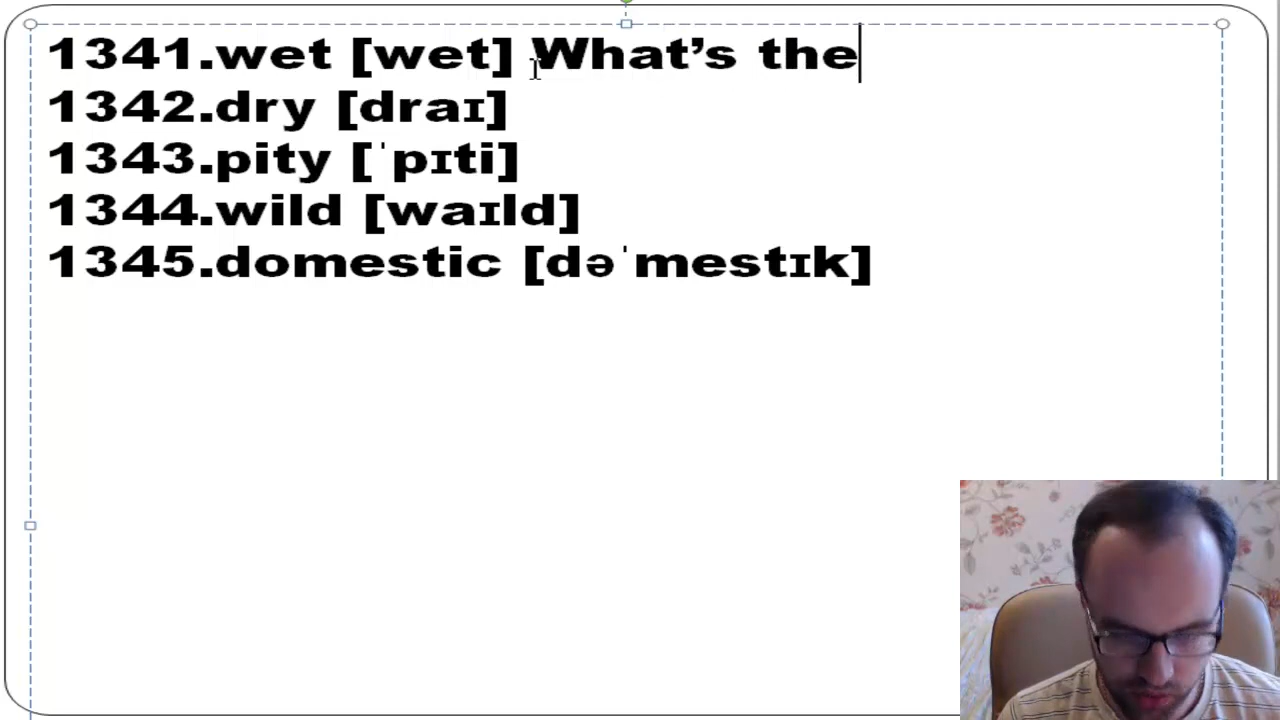 1341.wet [wet] What’s the
1342.dry [draɪ]
1343.pity [ˈpɪti]
1344.wild [waɪld]
1345.domestic [dəˈmestɪk]